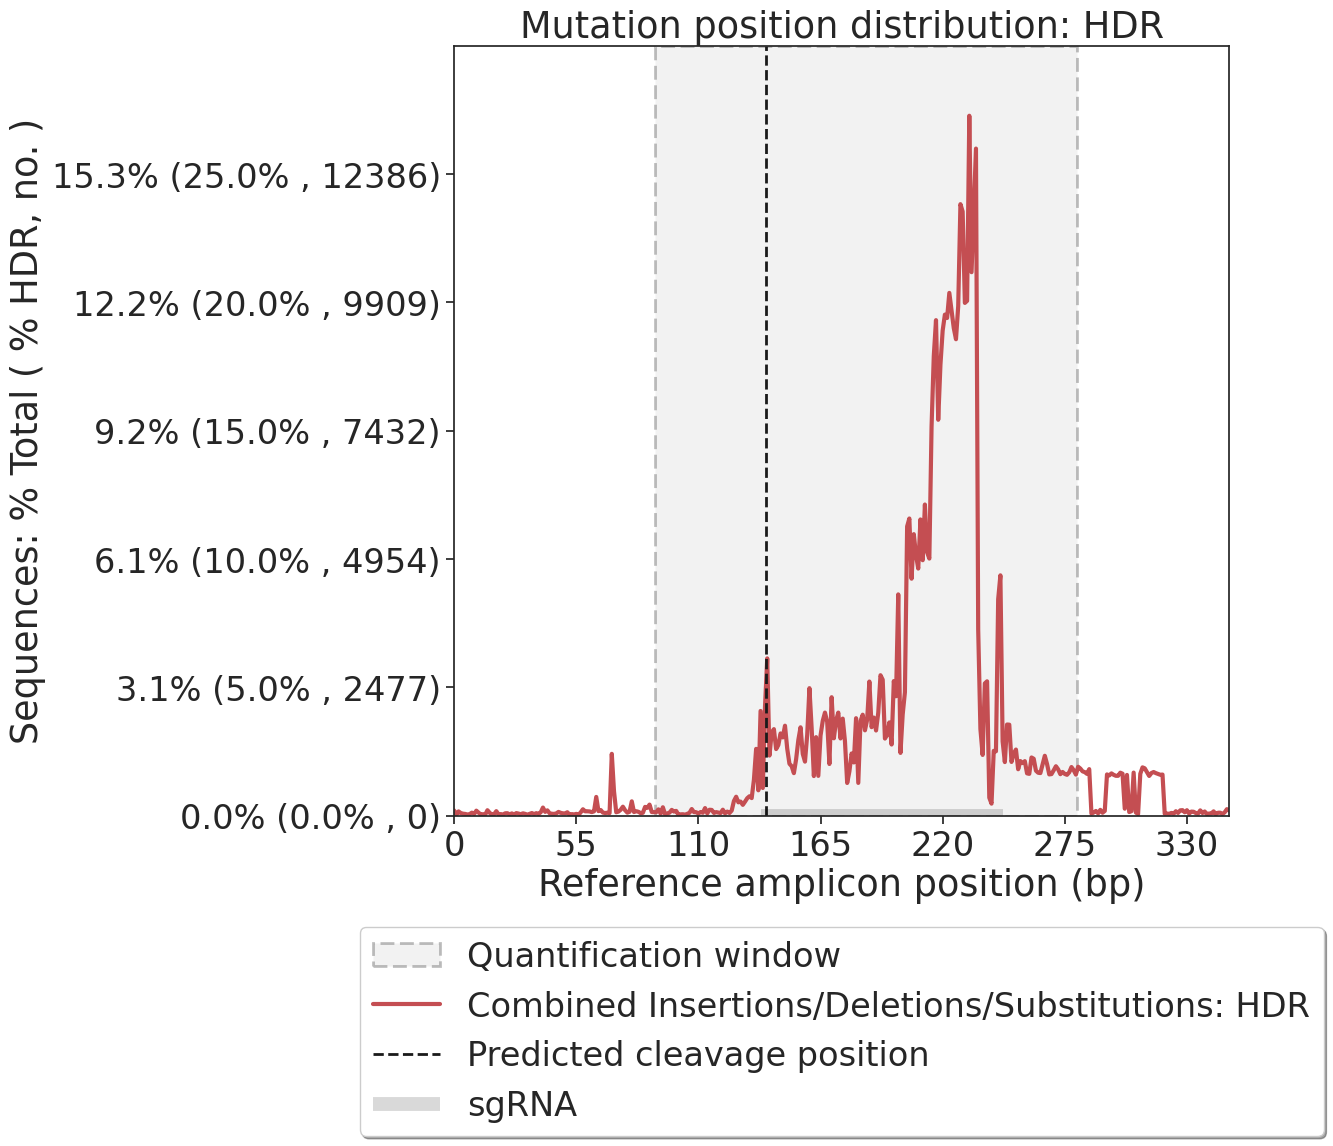 Mutation position distribution: HDR
Sequences: % Total ( % HDR, no. )
15.3% (25.0% , 12386)
12.2% (20.0% , 9909)
9.2% (15.0% , 7432)
6.1% (10.0% , 4954)
3.1% (5.0% , 2477)
0.0% (0.0% , 0)
0 55 110 165 220 275 330
Reference amplicon position (bp)
Quantification window
Combined Insertions/Deletions/Substitutions: HDR
Predicted cleavage position
sgRNA